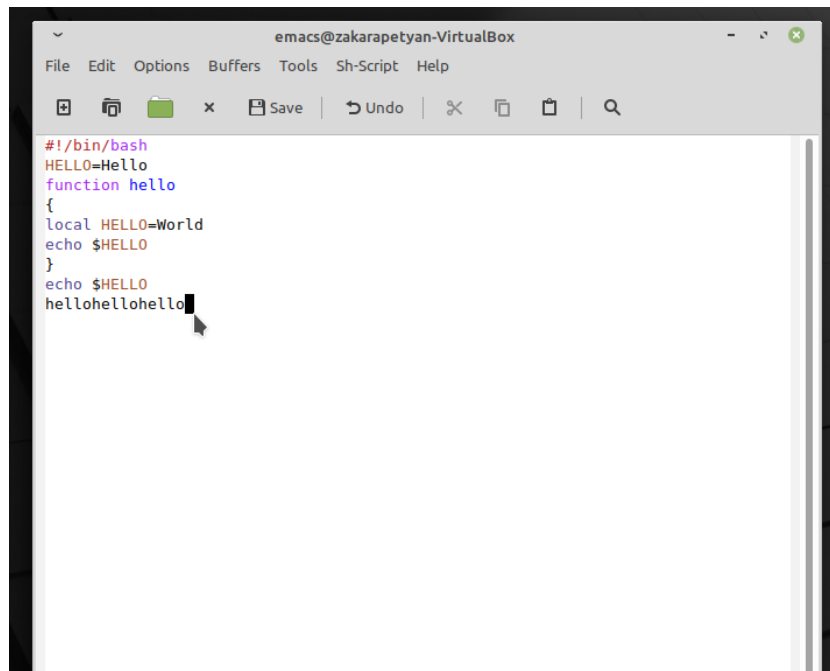 emacs@zakarapetyan-VirtualBox
File Edit Options Buffers Tools Sh-Script Help
Save Undo
#!/bin/bash
HELLO=Hello
function hello
{
local HELLO=World
echo $HELLO
}
echo $HELLO
hellohellohello